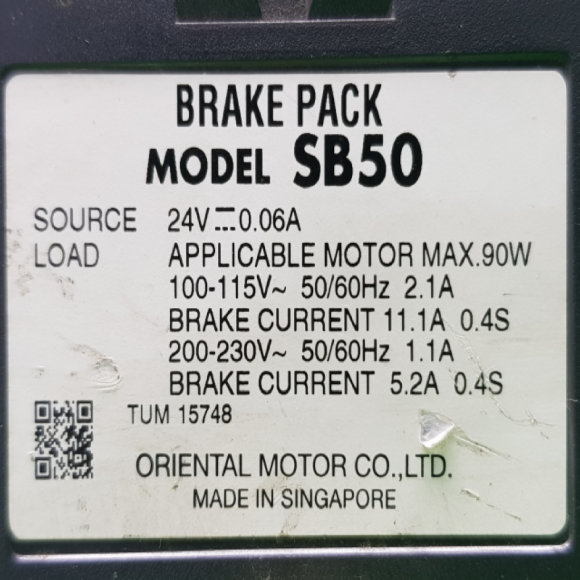 BRAKE PACK
MODEL SB50
SOURCE 24V⎓0.06A
LOAD APPLICABLE MOTOR MAX.90W
100-115V~ 50/60Hz 2.1A
BRAKE CURRENT 11.1A 0.4S
200-230V~ 50/60Hz 1.1A
BRAKE CURRENT 5.2A 0.4S
TUM 15748
ORIENTAL MOTOR CO.,LTD.
MADE IN SINGAPORE